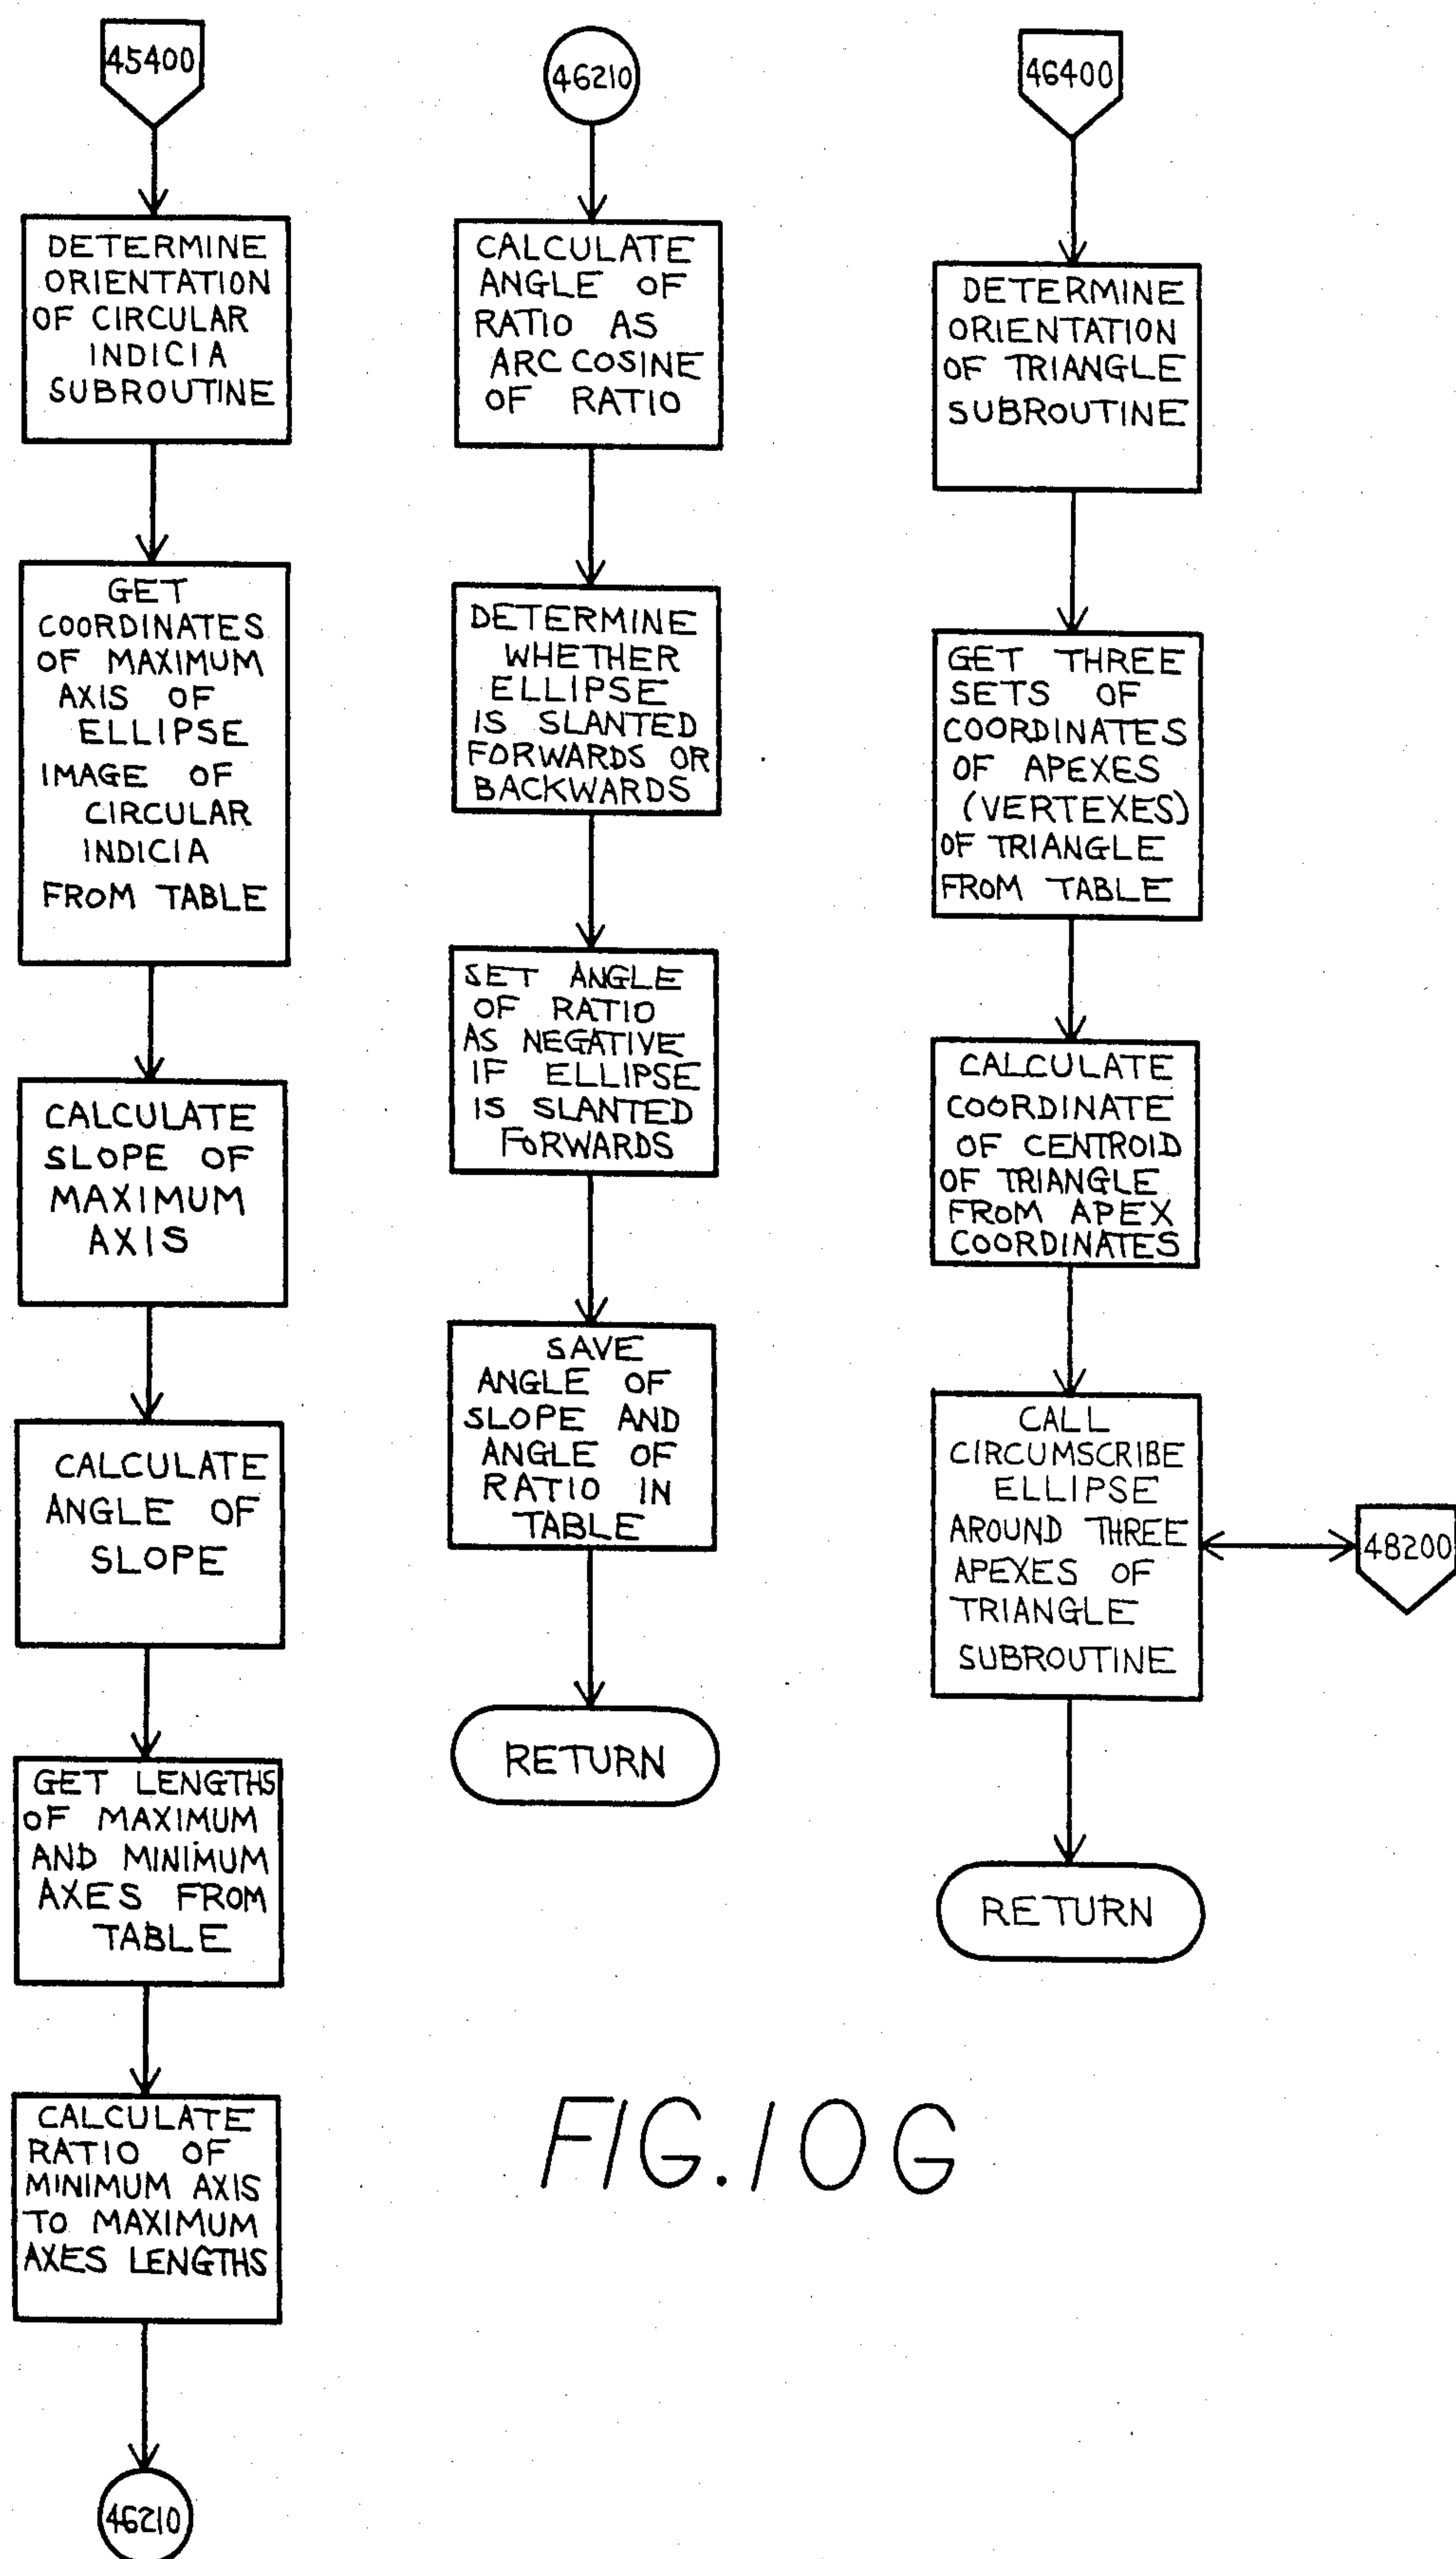 45400
DETERMINE
ORIENTATION
OF CIRCULAR
INDICIA
SUBROUTINE
GET
COORDINATES
OF MAXIMUM
AXIS OF
ELLIPSE
IMAGE OF
CIRCULAR
INDICIA
FROM TABLE
CALCULATE
SLOPE OF
MAXIMUM
AXIS
CALCULATE
ANGLE OF
SLOPE
GET LENGTHS
OF MAXIMUM
AND MINIMUM
AXES FROM
TABLE
CALCULATE
RATIO OF
MINIMUM AXIS
TO MAXIMUM
AXES LENGTHS
46210
46210
CALCULATE
ANGLE OF
RATIO AS
ARC COSINE
OF RATIO
DETERMINE
WHETHER
ELLIPSE
IS SLANTED
FORWARDS OR
BACKWARDS
SET ANGLE
OF RATIO
AS NEGATIVE
IF ELLIPSE
IS SLANTED
FORWARDS
SAVE
ANGLE OF
SLOPE AND
ANGLE OF
RATIO IN
TABLE
RETURN
46400
DETERMINE
ORIENTATION
OF TRIANGLE
SUBROUTINE
GET THREE
SETS OF
COORDINATES
OF APEXES
(VERTEXES)
OF TRIANGLE
FROM TABLE
CALCULATE
COORDINATE
OF CENTROID
OF TRIANGLE
FROM APEX
COORDINATES
CALL
CIRCUMSCRIBE
ELLIPSE
AROUND THREE
APEXES OF
TRIANGLE
SUBROUTINE
48200
RETURN
FIG. 10G